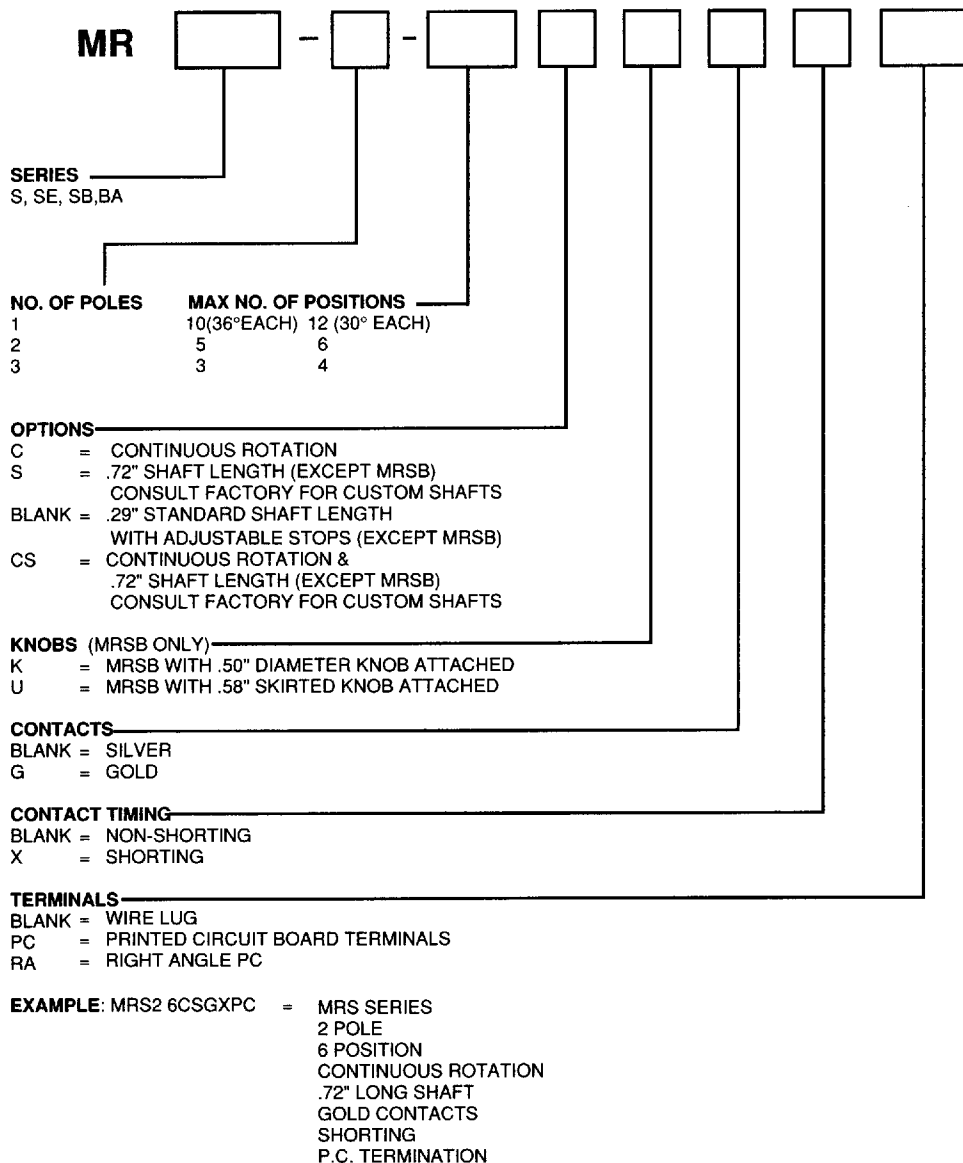 MR - -
SERIES
S, SE, SB,BA
NO. OF POLES MAX NO. OF POSITIONS
1 10(36°EACH) 12 (30° EACH)
2 5 6
3 3 4
OPTIONS
C = CONTINUOUS ROTATION
S = .72" SHAFT LENGTH (EXCEPT MRSB)
CONSULT FACTORY FOR CUSTOM SHAFTS
BLANK = .29" STANDARD SHAFT LENGTH
WITH ADJUSTABLE STOPS (EXCEPT MRSB)
CS = CONTINUOUS ROTATION &
.72" SHAFT LENGTH (EXCEPT MRSB)
CONSULT FACTORY FOR CUSTOM SHAFTS
KNOBS (MRSB ONLY)
K = MRSB WITH .50" DIAMETER KNOB ATTACHED
U = MRSB WITH .58" SKIRTED KNOB ATTACHED
CONTACTS
BLANK = SILVER
G = GOLD
CONTACT TIMING
BLANK = NON-SHORTING
X = SHORTING
TERMINALS
BLANK = WIRE LUG
PC = PRINTED CIRCUIT BOARD TERMINALS
RA = RIGHT ANGLE PC
EXAMPLE: MRS2 6CSGXPC = MRS SERIES
2 POLE
6 POSITION
CONTINUOUS ROTATION
.72" LONG SHAFT
GOLD CONTACTS
SHORTING
P.C. TERMINATION